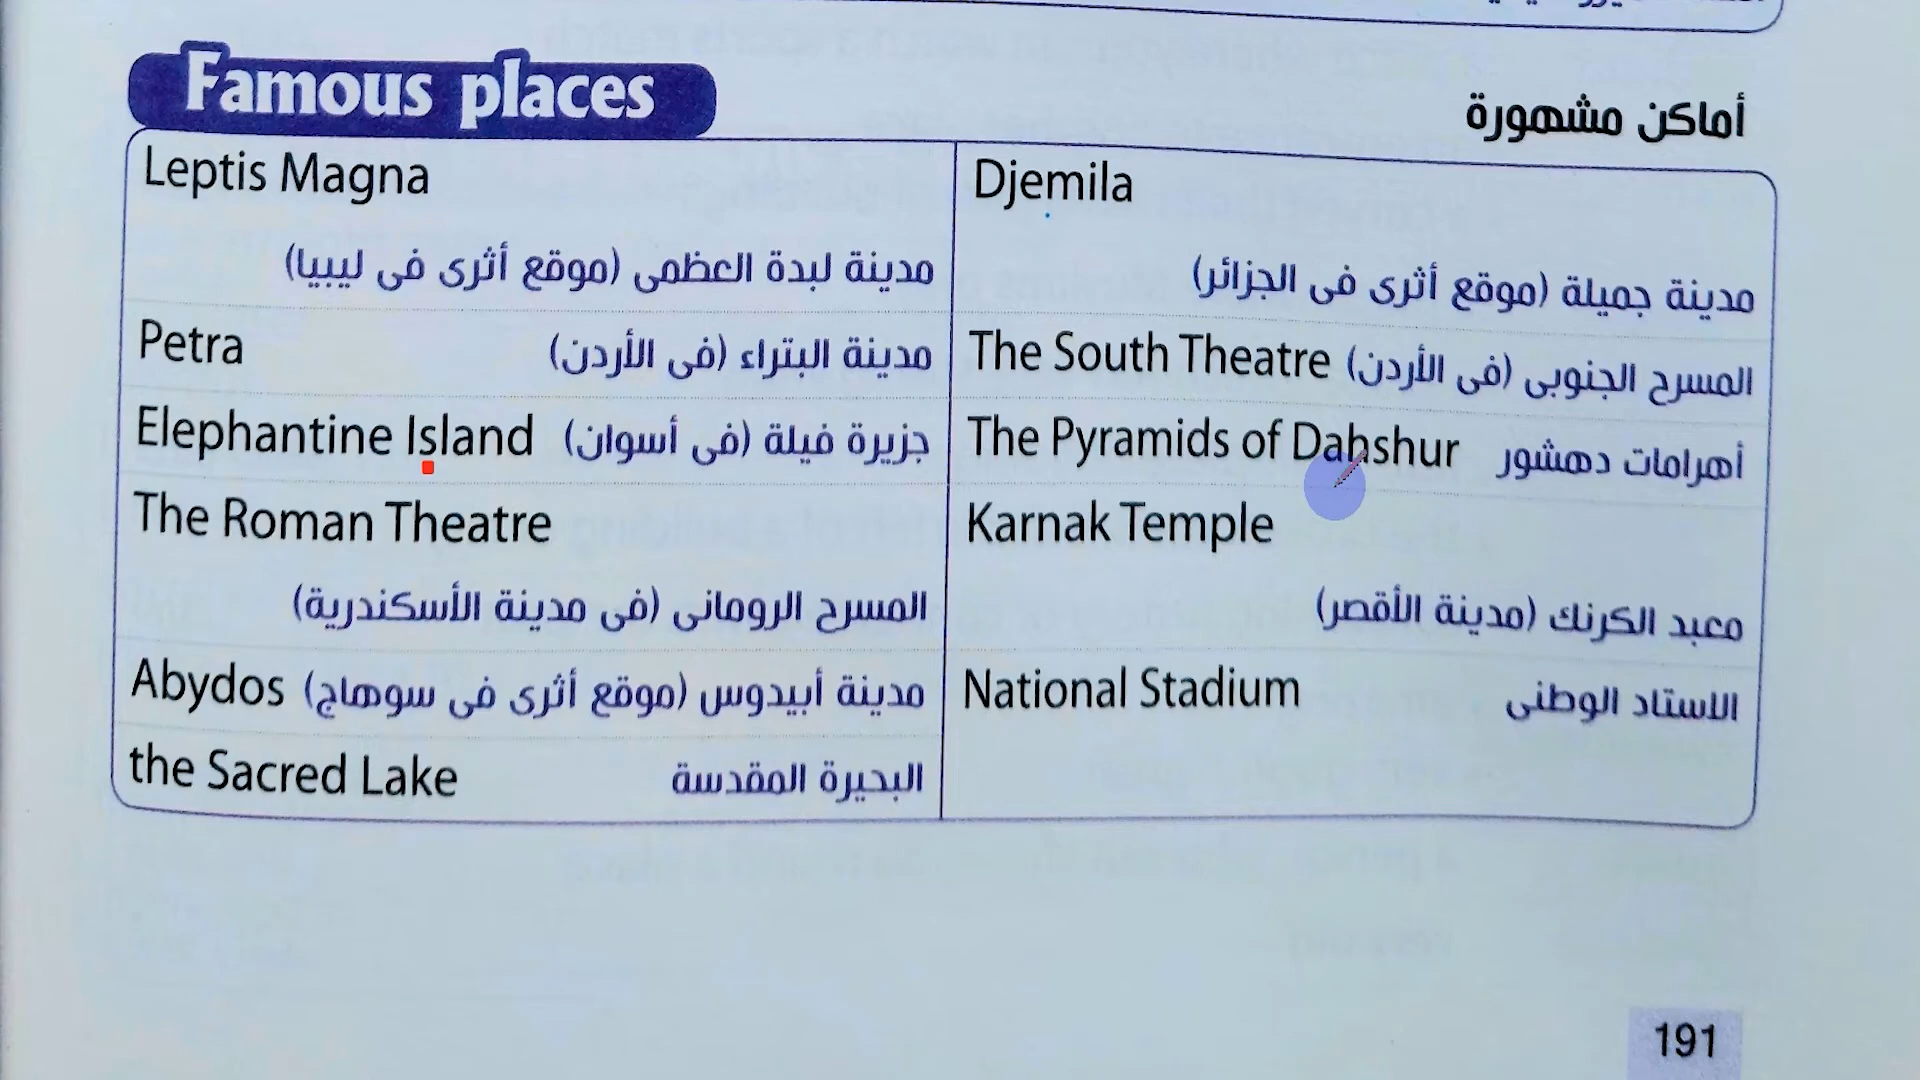 Famous places
أماكن مشهورة
Leptis Magna
مدينة لبدة العظمى (موقع أثرى فى ليبيا)
Petra مدينة البتراء (فى الأردن)
Elephantine Island جزيرة فيلة (فى أسوان)
The Roman Theatre
المسرح الرومانى (فى مدينة الأسكندرية)
Abydos مدينة أبيدوس (موقع أثرى فى سوهاج)
the Sacred Lake البحيرة المقدسة
Djemila
مدينة جميلة (موقع أثرى فى الجزائر)
The South Theatre المسرح الجنوبى (فى الأردن)
The Pyramids of Dahshur أهرامات دهشور
Karnak Temple
معبد الكرنك (مدينة الأقصر)
National Stadium الاستاد الوطنى
191